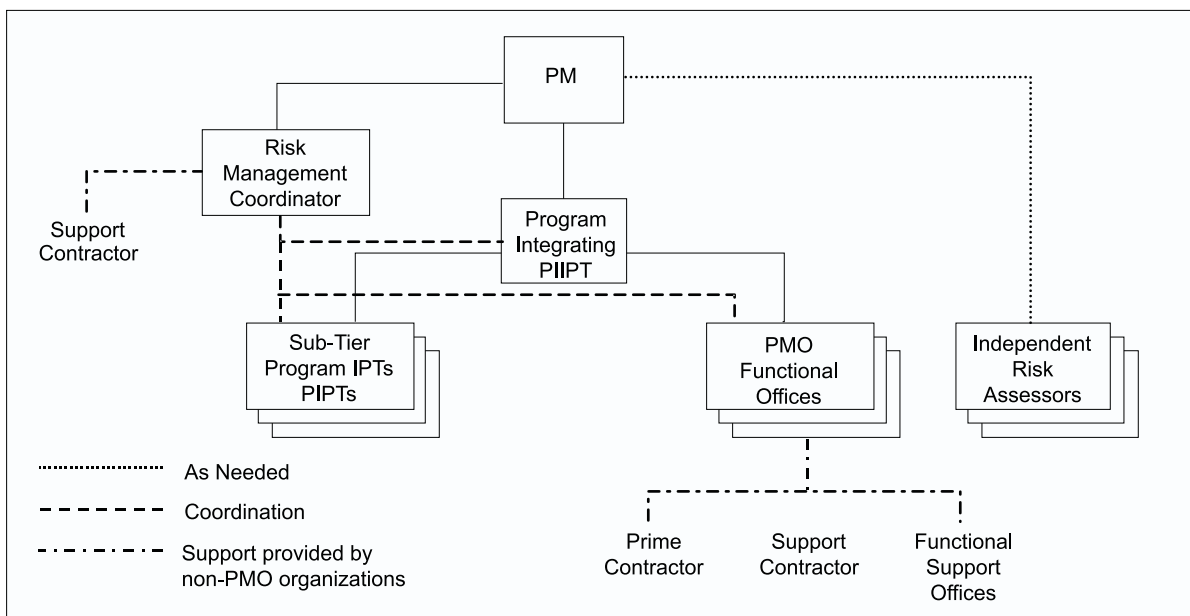 PM
Risk
Management
Coordinator
Support
Contractor
Program
Integrating
PIIPT
Sub-Tier
Program IPTs
PIPTs
PMO
Functional
Offices
Independent
Risk
Assessors
As Needed
Coordination
Support provided by
non-PMO organizations
Prime
Contractor
Support
Contractor
Functional
Support
Offices